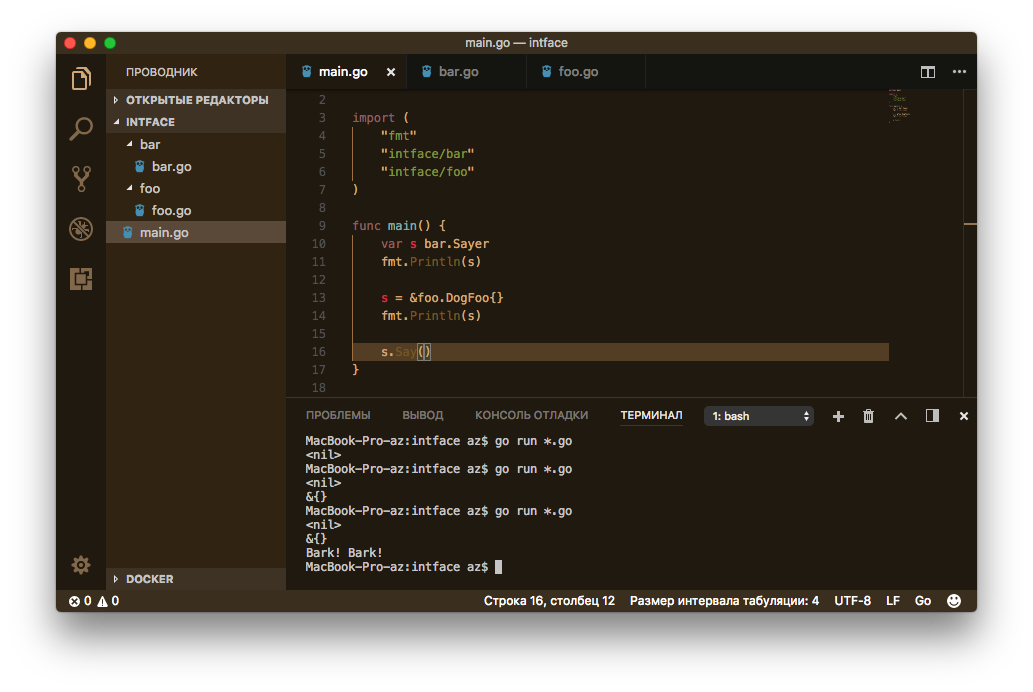 main.go — intface
ПРОВОДНИК
ОТКРЫТЫЕ РЕДАКТОРЫ
INTFACE
bar
bar.go
foo
foo.go
main.go
DOCKER
main.go × bar.go foo.go
2
3 import (
4 "fmt"
5 "intface/bar"
6 "intface/foo"
7 )
8
9 func main() {
10 var s bar.Sayer
11 fmt.Println(s)
12
13 s = &foo.DogFoo{}
14 fmt.Println(s)
15
16 s.Say()
17 }
18
ПРОБЛЕМЫ ВЫВОД КОНСОЛЬ ОТЛАДКИ ТЕРМИНАЛ 1: bash
MacBook-Pro-az:intface az$ go run *.go
<nil>
MacBook-Pro-az:intface az$ go run *.go
<nil>
&{}
MacBook-Pro-az:intface az$ go run *.go
<nil>
&{}
Bark! Bark!
MacBook-Pro-az:intface az$
0 0 Строка 16, столбец 12 Размер интервала табуляции: 4 UTF-8 LF Go